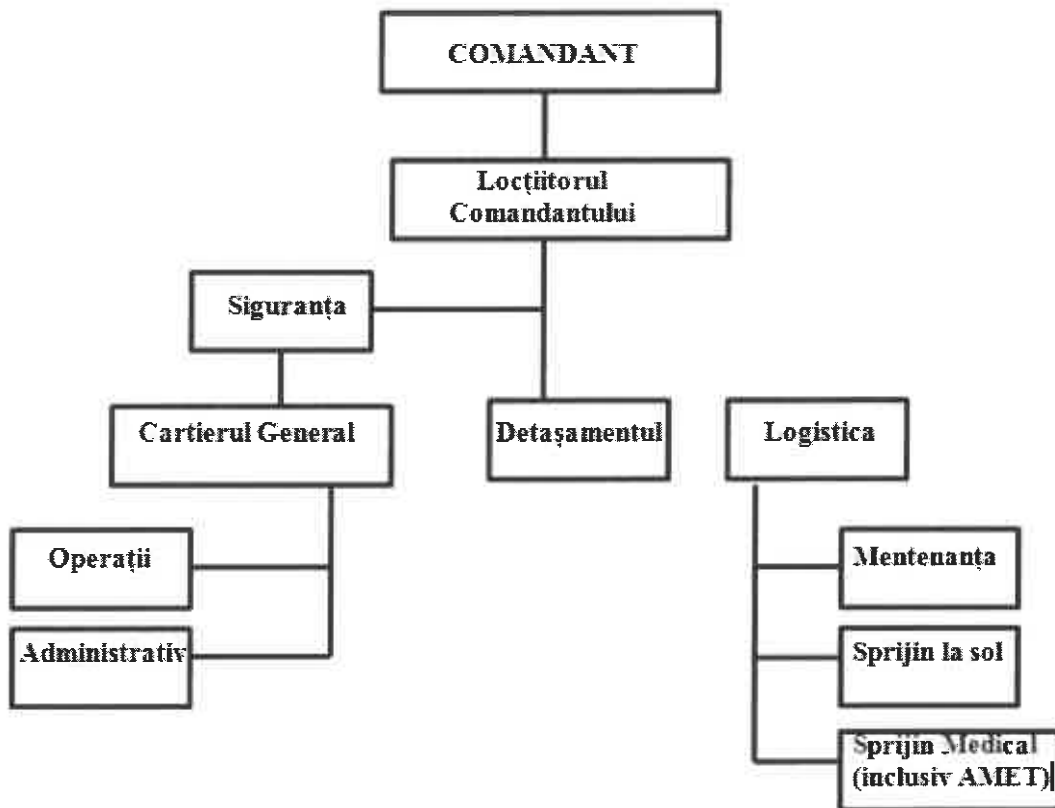 COMANDANT
Locțiitorul
Comandantului
Siguranța
Cartierul General
Detașamentul
Logistica
Operații
Mentenanța
Administrativ
Sprijin la sol
Sprijin Medical
(inclusiv AMET)